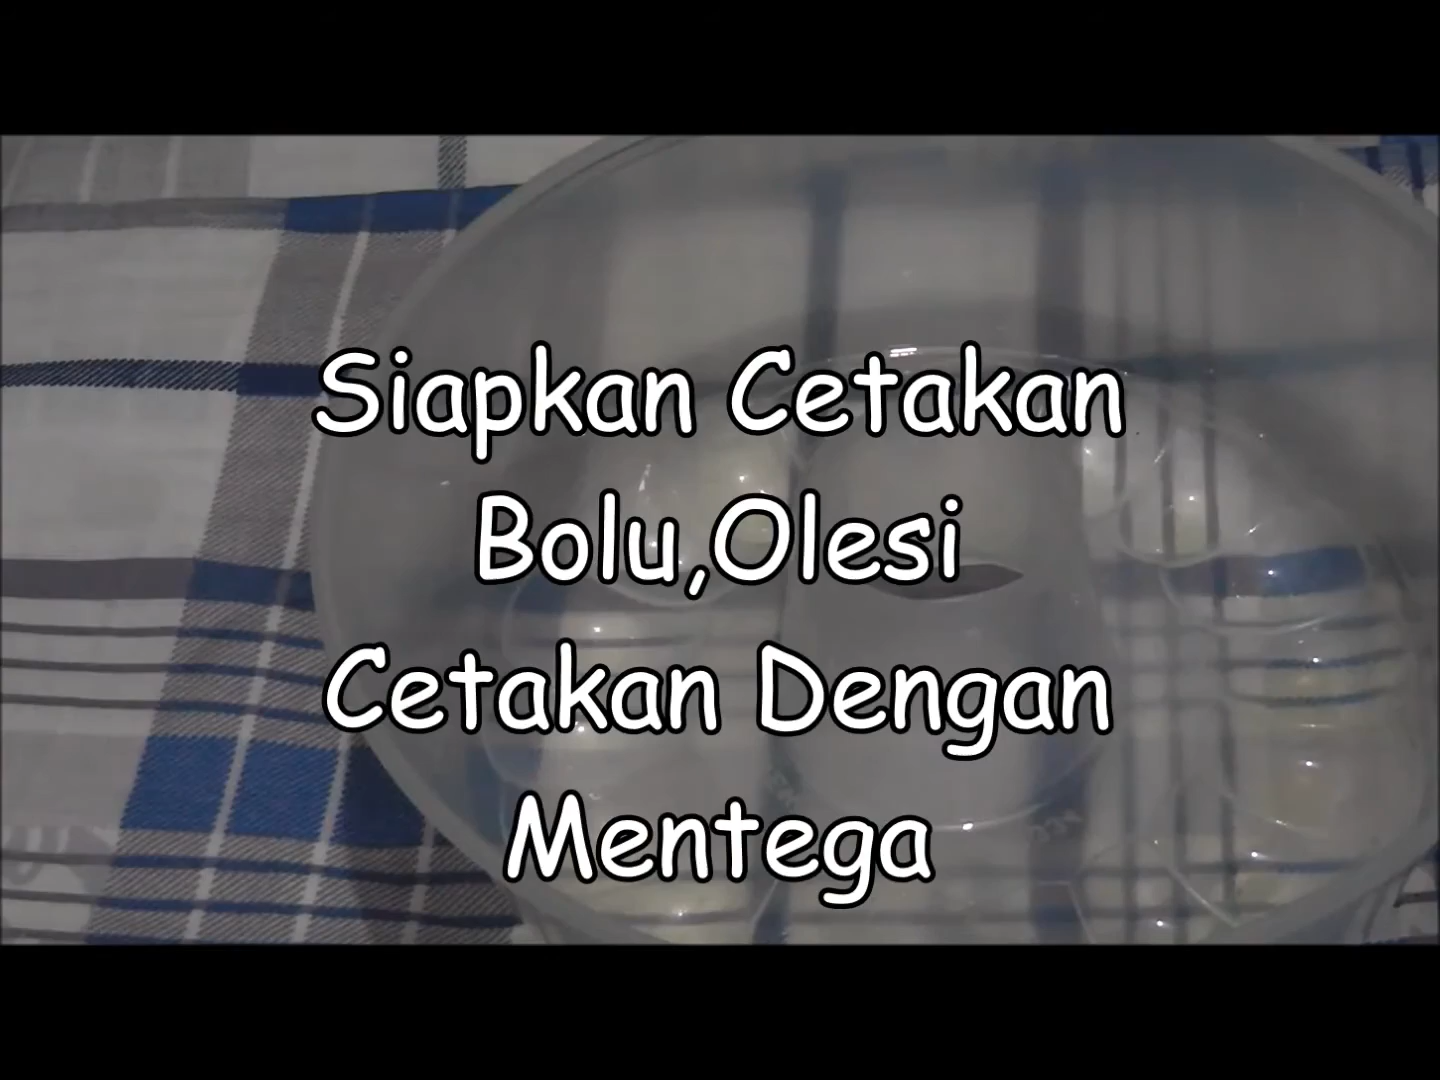 Siapkan Cetakan
Bolu,Olesi
Cetakan Dengan
Mentega